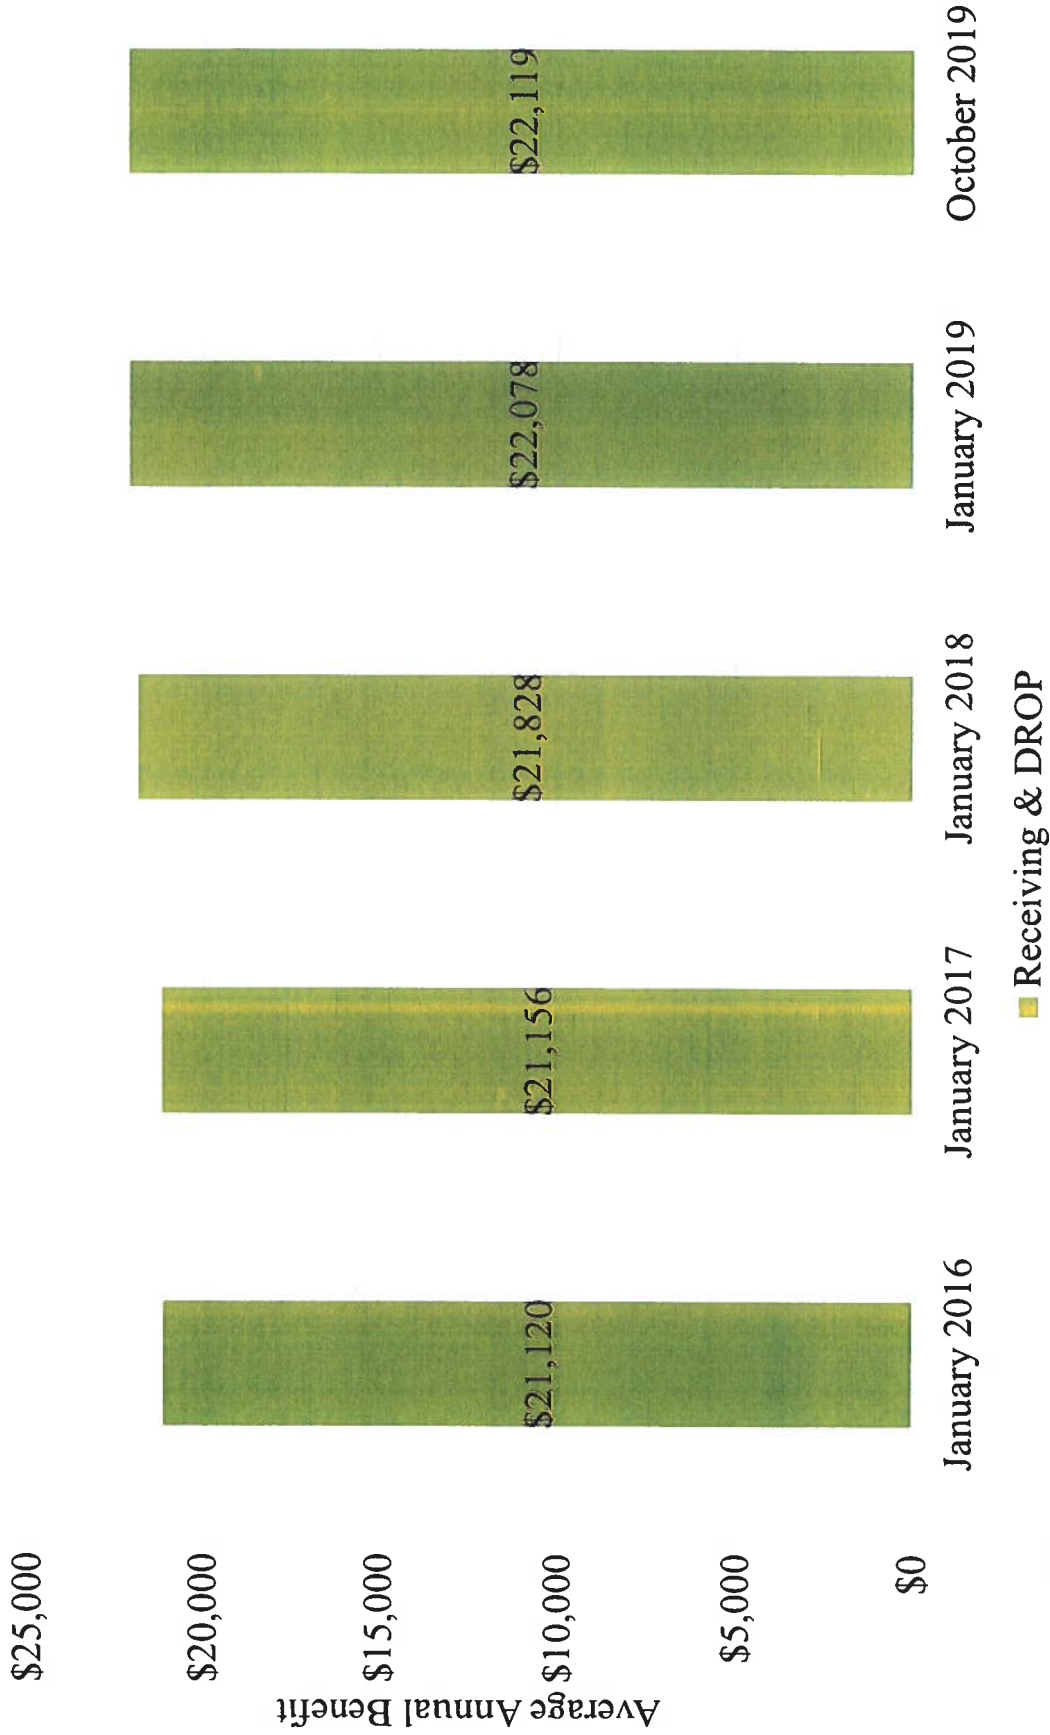 Average Annual Benefit
$25,000
$20,000
$15,000
$10,000
$5,000
$0
$21,120
$21,156
$21,828
$22,078
$22,119
January 2016
January 2017
January 2018
January 2019
October 2019
Receiving & DROP